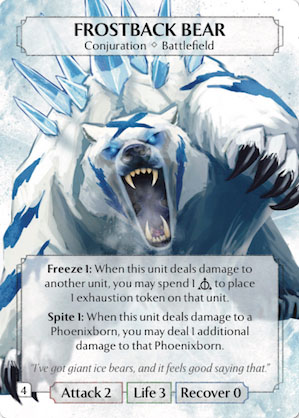 FROSTBACK BEAR
Conjuration ⬦ Battlefield
Freeze 1: When this unit deals damage to
another unit, you may spend 1 , to place
1 exhaustion token on that unit.
Spite 1: When this unit deals damage to a
Phoenixborn, you may deal 1 additional
damage to that Phoenixborn.
"I've got giant ice bears, and it feels good saying that."
4
Attack 2
Life 3
Recover 0